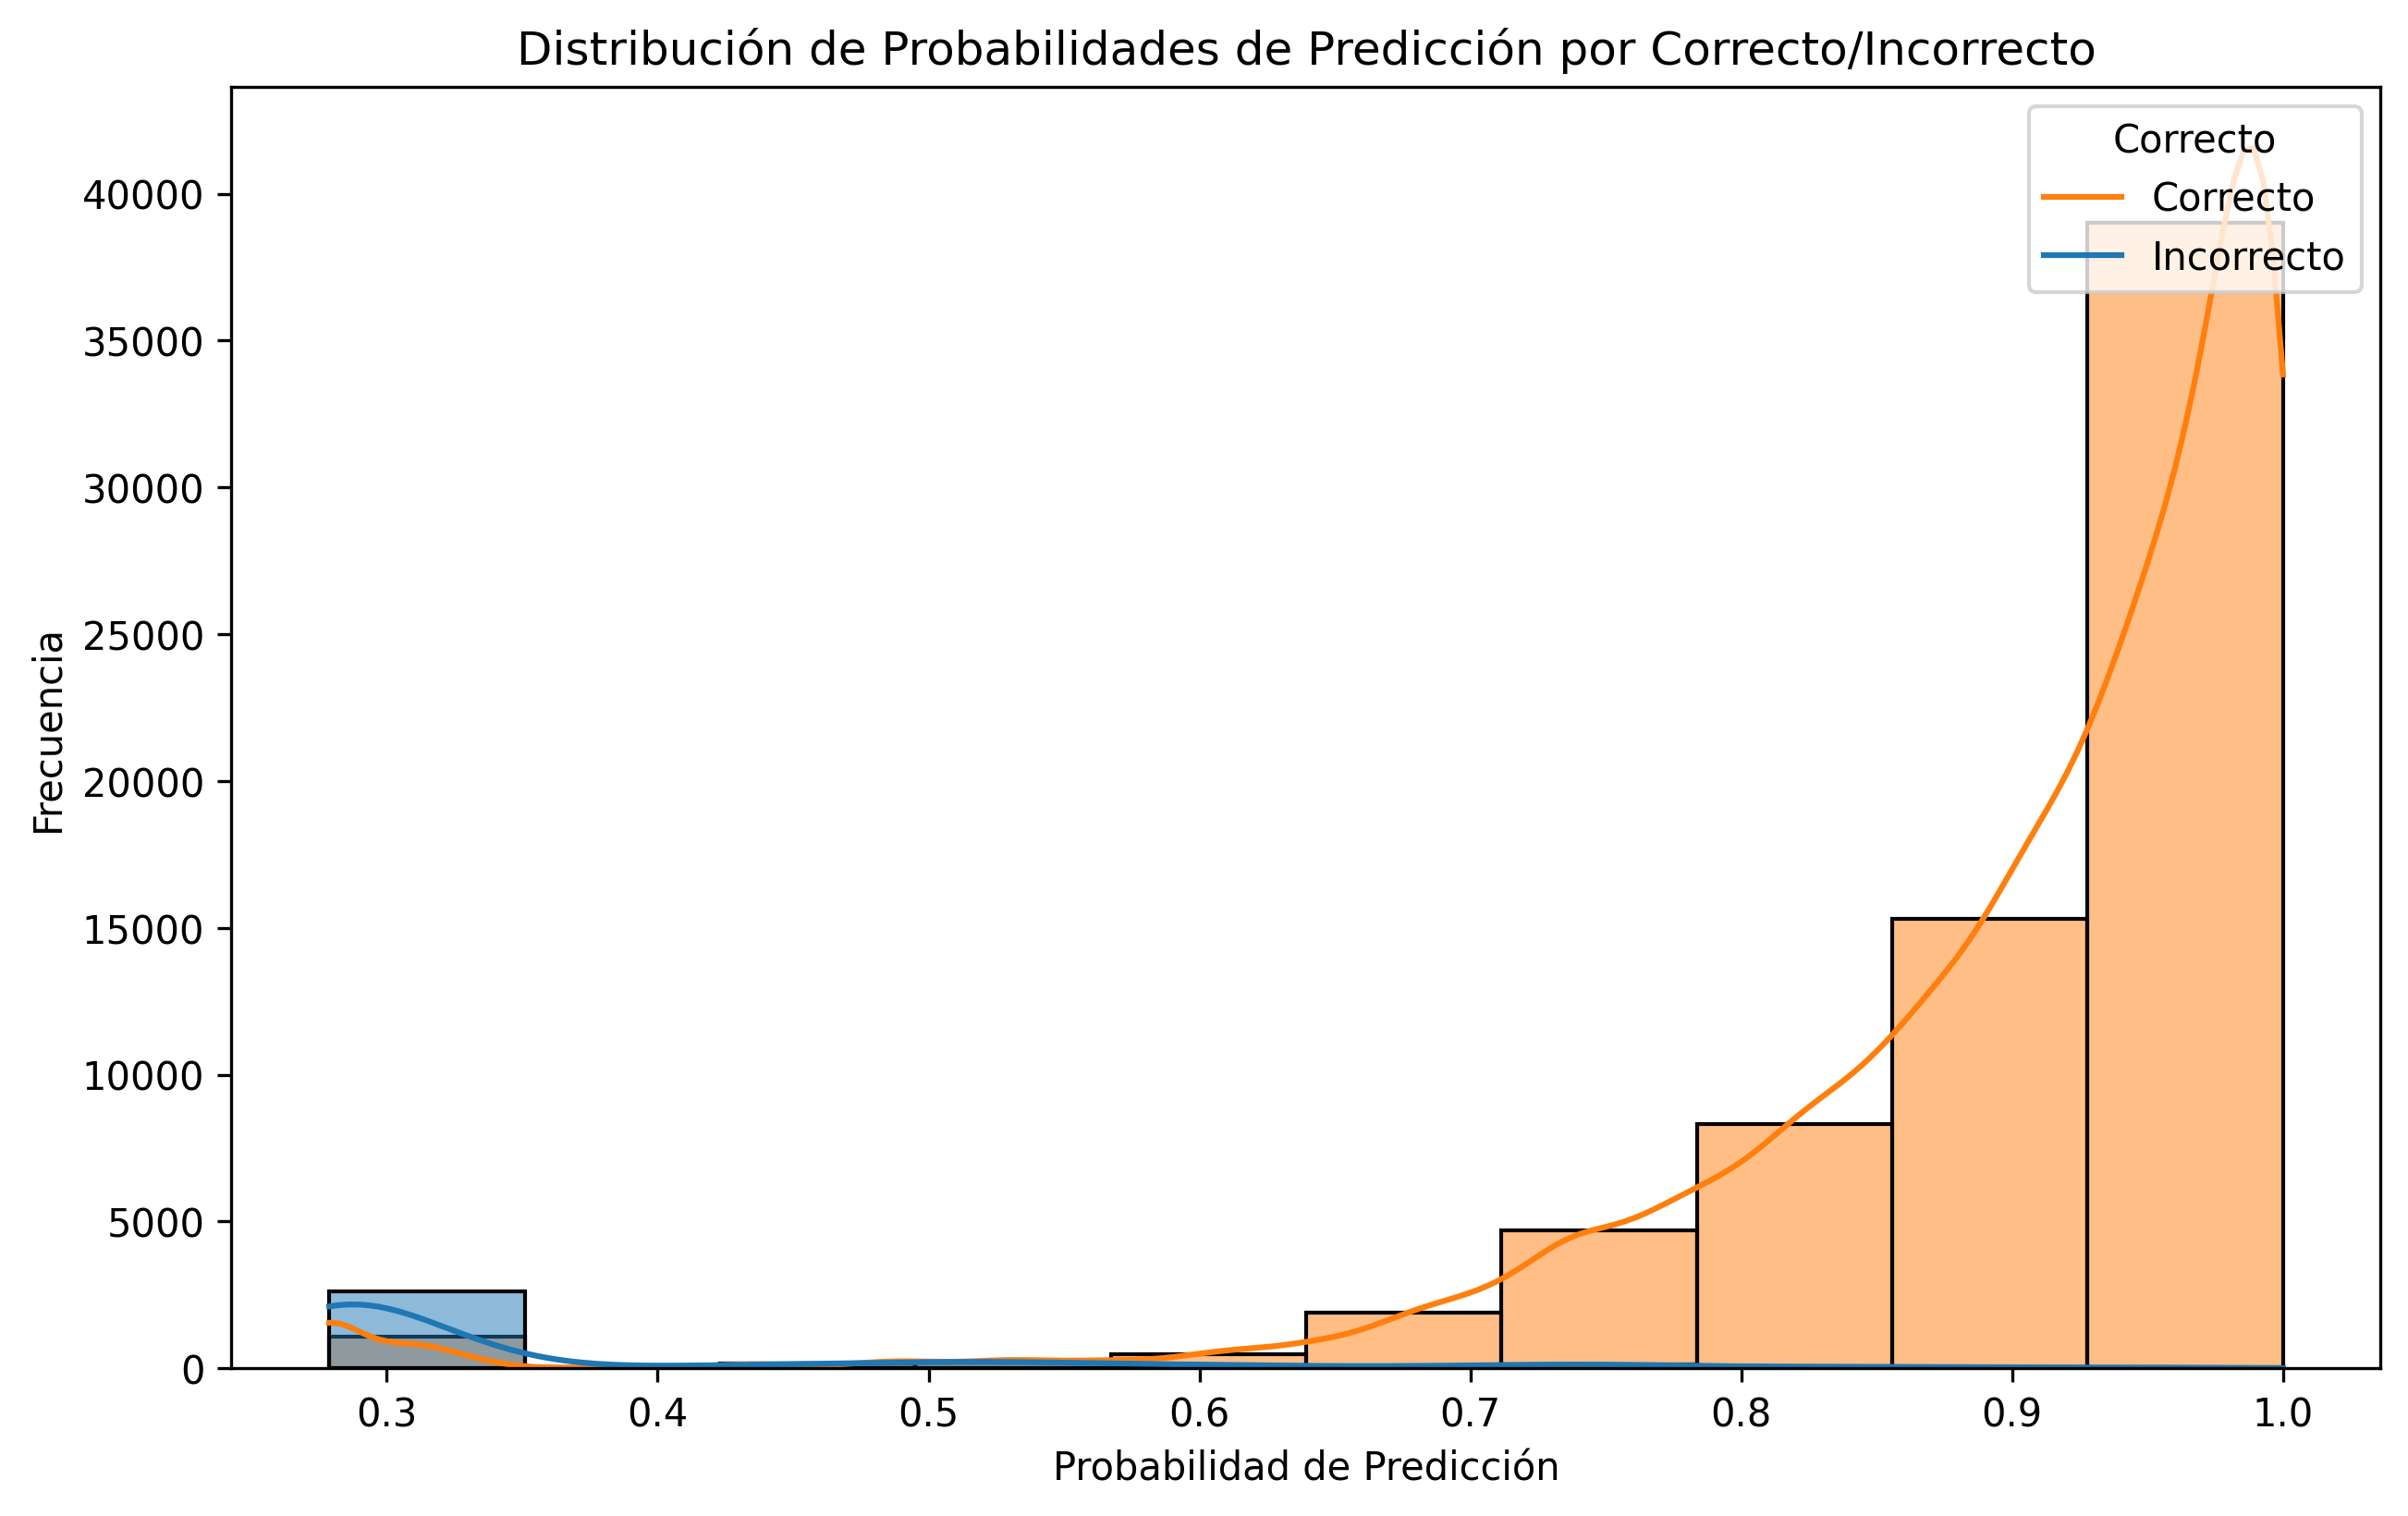 Distribución de Probabilidades de Predicción por Correcto/Incorrecto
Correcto
Correcto
Incorrecto
Frecuencia
40000
35000
30000
25000
20000
15000
10000
5000
0
0.3 0.4 0.5 0.6 0.7 0.8 0.9 1.0
Probabilidad de Predicción